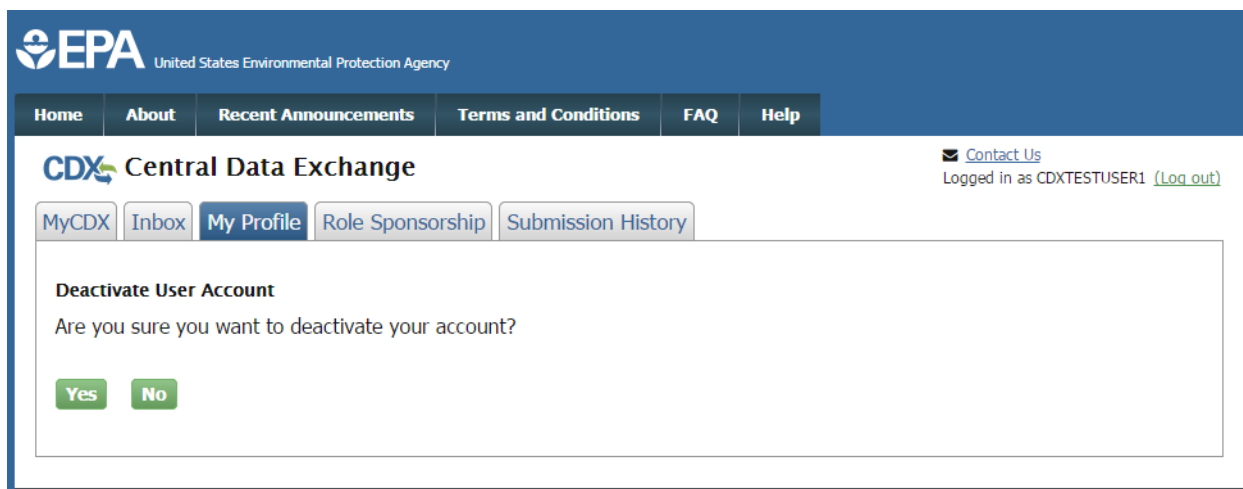 EPA United States Environmental Protection Agency
Home About Recent Announcements Terms and Conditions FAQ Help
CDX Central Data Exchange
Contact Us
Logged in as CDXTESTUSER1 (Log out)
MyCDX Inbox My Profile Role Sponsorship Submission History
Deactivate User Account
Are you sure you want to deactivate your account?
Yes No